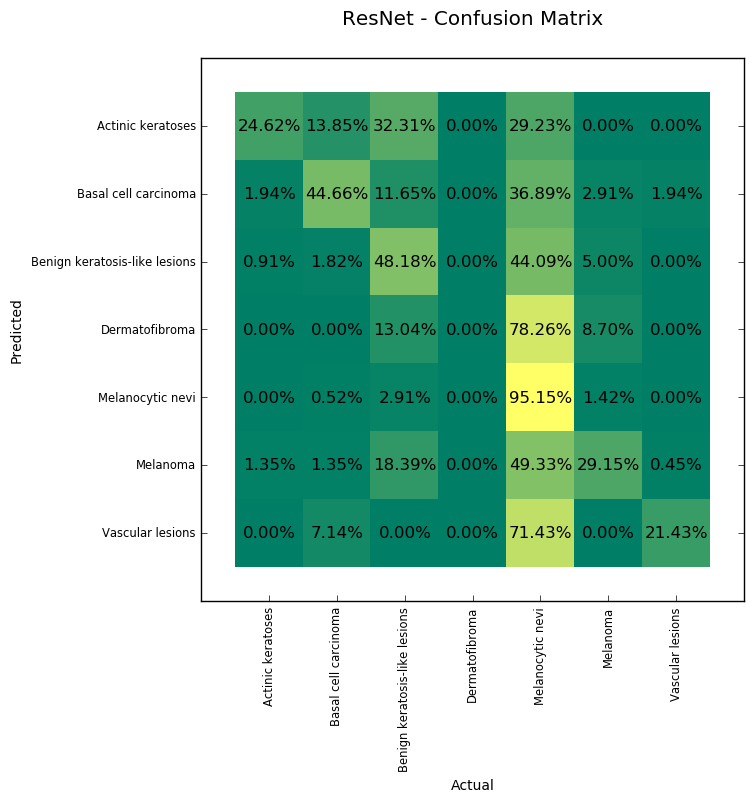 ResNet - Confusion Matrix
Predicted
Actinic keratoses 24.62% 13.85% 32.31% 0.00% 29.23% 0.00% 0.00%
Basal cell carcinoma 1.94% 44.66% 11.65% 0.00% 36.89% 2.91% 1.94%
Benign keratosis-like lesions 0.91% 1.82% 48.18% 0.00% 44.09% 5.00% 0.00%
Dermatofibroma 0.00% 0.00% 13.04% 0.00% 78.26% 8.70% 0.00%
Melanocytic nevi 0.00% 0.52% 2.91% 0.00% 95.15% 1.42% 0.00%
Melanoma 1.35% 1.35% 18.39% 0.00% 49.33% 29.15% 0.45%
Vascular lesions 0.00% 7.14% 0.00% 0.00% 71.43% 0.00% 21.43%
Actinic keratoses
Basal cell carcinoma
Benign keratosis-like lesions
Dermatofibroma
Melanocytic nevi
Melanoma
Vascular lesions
Actual